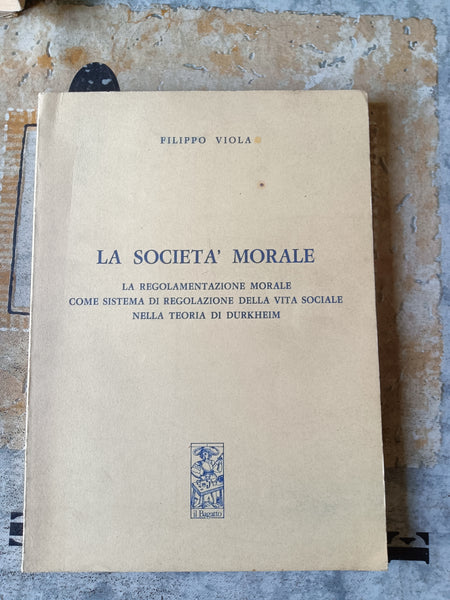 FILIPPO VIOLA
LA SOCIETA' MORALE
LA REGOLAMENTAZIONE MORALE
COME SISTEMA DI REGOLAZIONE DELLA VITA SOCIALE
NELLA TEORIA DI DURKHEIM
il Bagatto